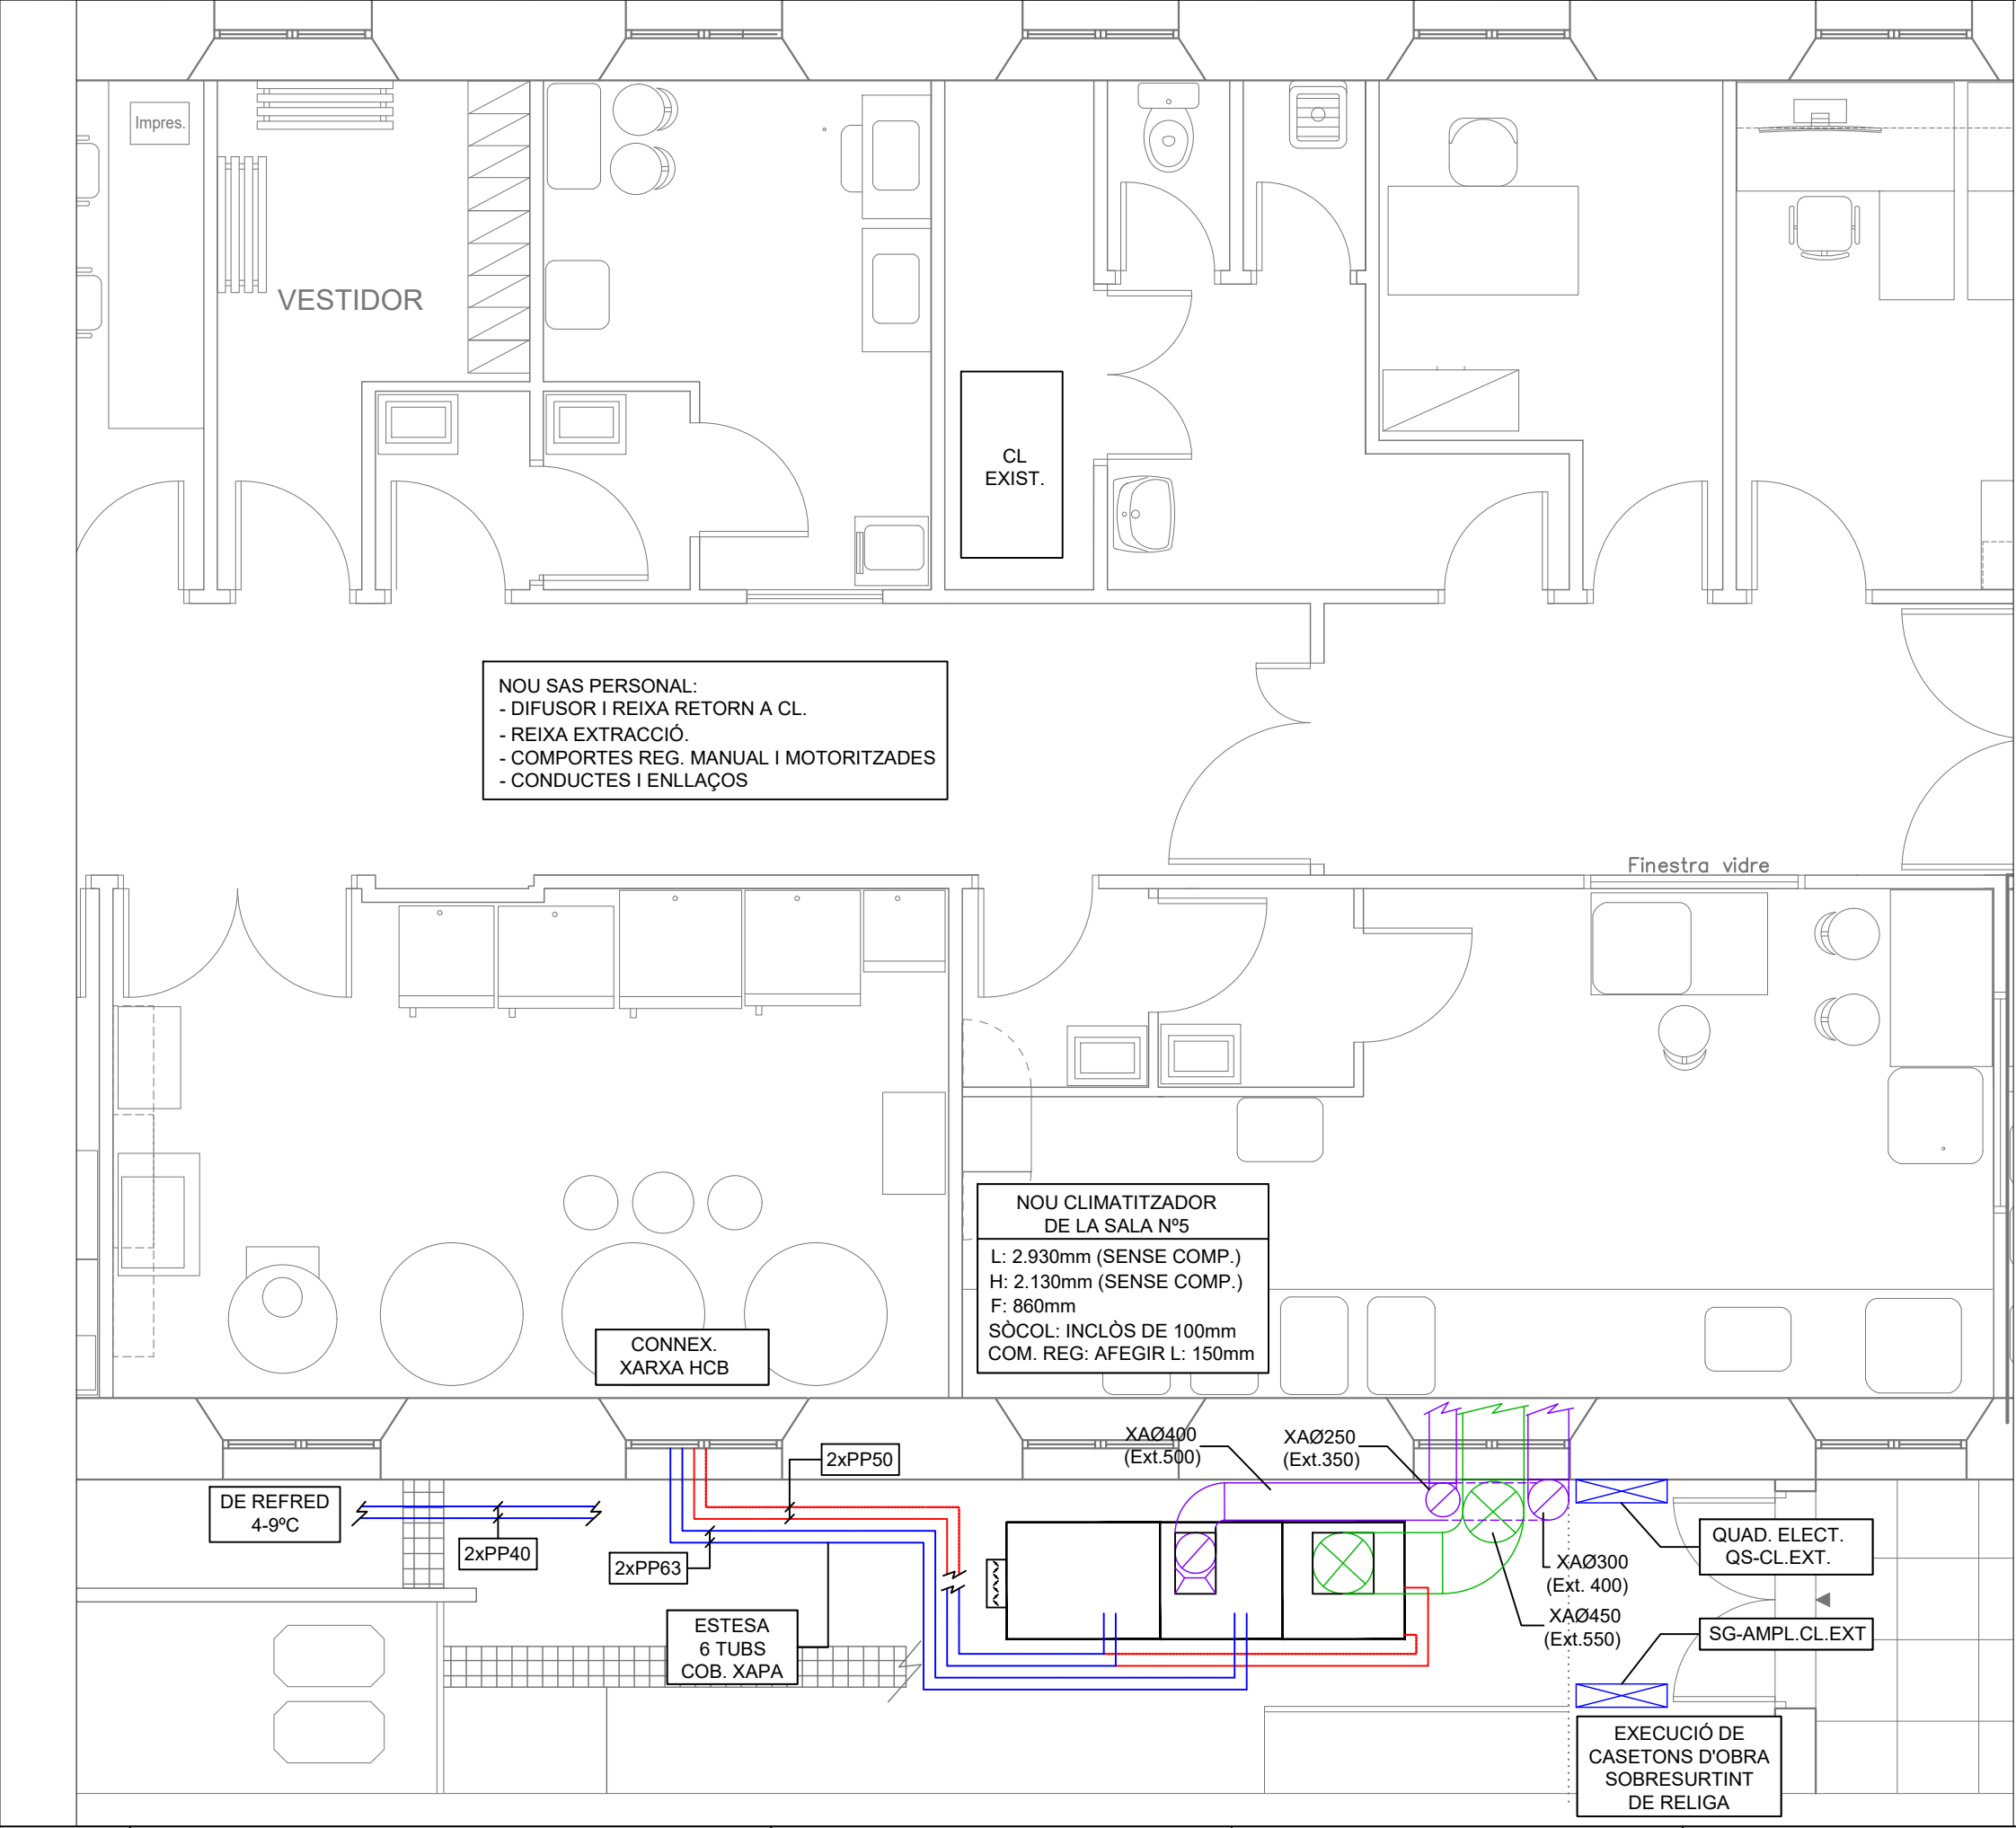 Impres.
VESTIDOR
CL
EXIST.
NOU SAS PERSONAL:
- DIFUSOR I REIXA RETORN A CL.
- REIXA EXTRACCIÓ.
- COMPORTES REG. MANUAL I MOTORITZADES
- CONDUCTES I ENLLAÇOS
Finestra vidre
NOU CLIMATITZADOR
DE LA SALA Nº5
L: 2.930mm (SENSE COMP.)
H: 2.130mm (SENSE COMP.)
F: 860mm
SÒCOL: INCLÒS DE 100mm
COM. REG: AFEGIR L: 150mm
CONNEX.
XARXA HCB
XAØ400
(Ext.500)
XAØ250
(Ext.350)
2xPP50
DE REFRED
4-9ºC
2xPP40
2xPP63
QUAD. ELECT.
QS-CL.EXT.
XAØ300
(Ext. 400)
XAØ450
(Ext.550)
ESTESA
6 TUBS
COB. XAPA
SG-AMPL.CL.EXT
EXECUCIÓ DE
CASETONS D'OBRA
SOBRESURTINT
DE RELIGA